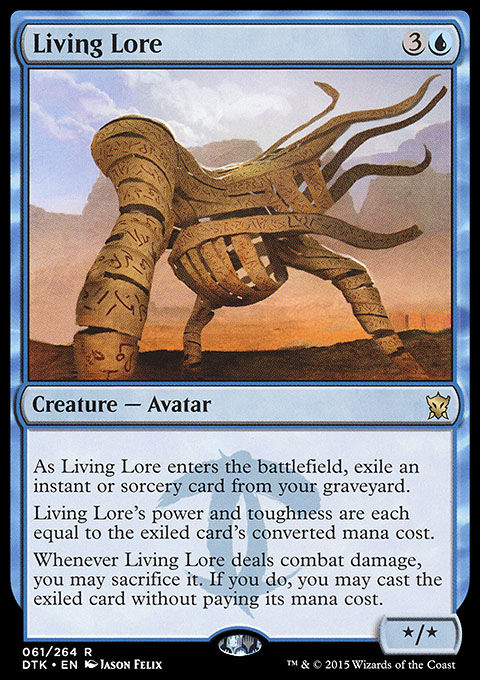 Living Lore 3
Creature — Avatar
As Living Lore enters the battlefield, exile an
instant or sorcery card from your graveyard.
Living Lore's power and toughness are each
equal to the exiled card's converted mana cost.
Whenever Living Lore deals combat damage,
you may sacrifice it. If you do, you may cast the
exiled card without paying its mana cost.
*/*
061/264 R
DTK • EN Jason Felix
™ & © 2015 Wizards of the Coast